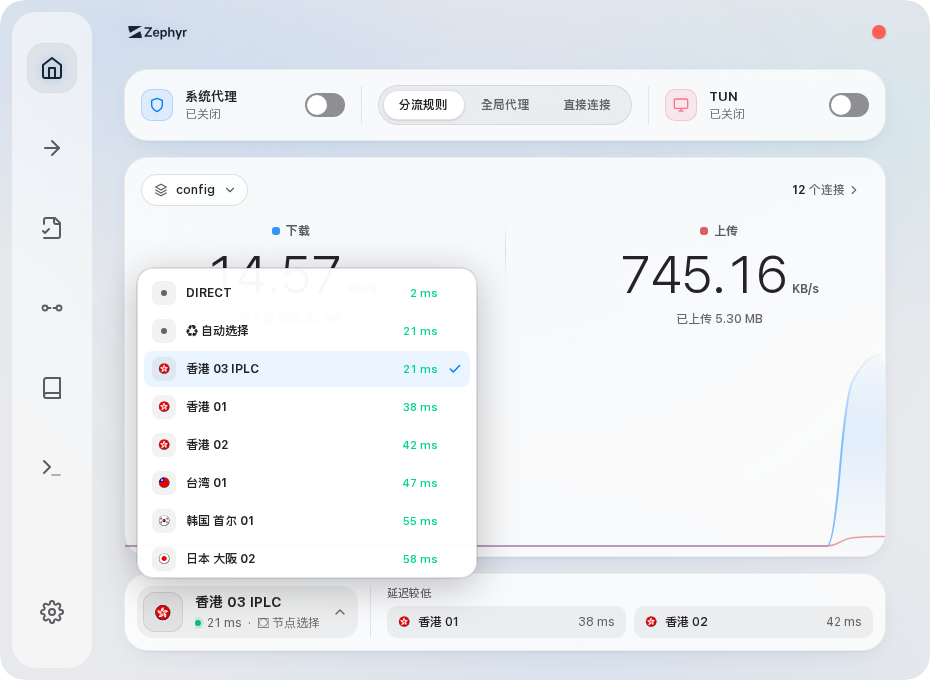 Zephyr
系统代理
已关闭
分流规则
全局代理
直接连接
TUN
已关闭
config
12 个连接
下载
14.57 MB/s
上传
745.16 KB/s
已上传 5.30 MB
DIRECT 2 ms
♻ 自动选择 21 ms
香港 03 IPLC 21 ms
香港 01 38 ms
香港 02 42 ms
台湾 01 47 ms
韩国 首尔 01 55 ms
日本 大阪 02 58 ms
香港 03 IPLC
21 ms · 节点选择
延迟较低
香港 01 38 ms
香港 02 42 ms